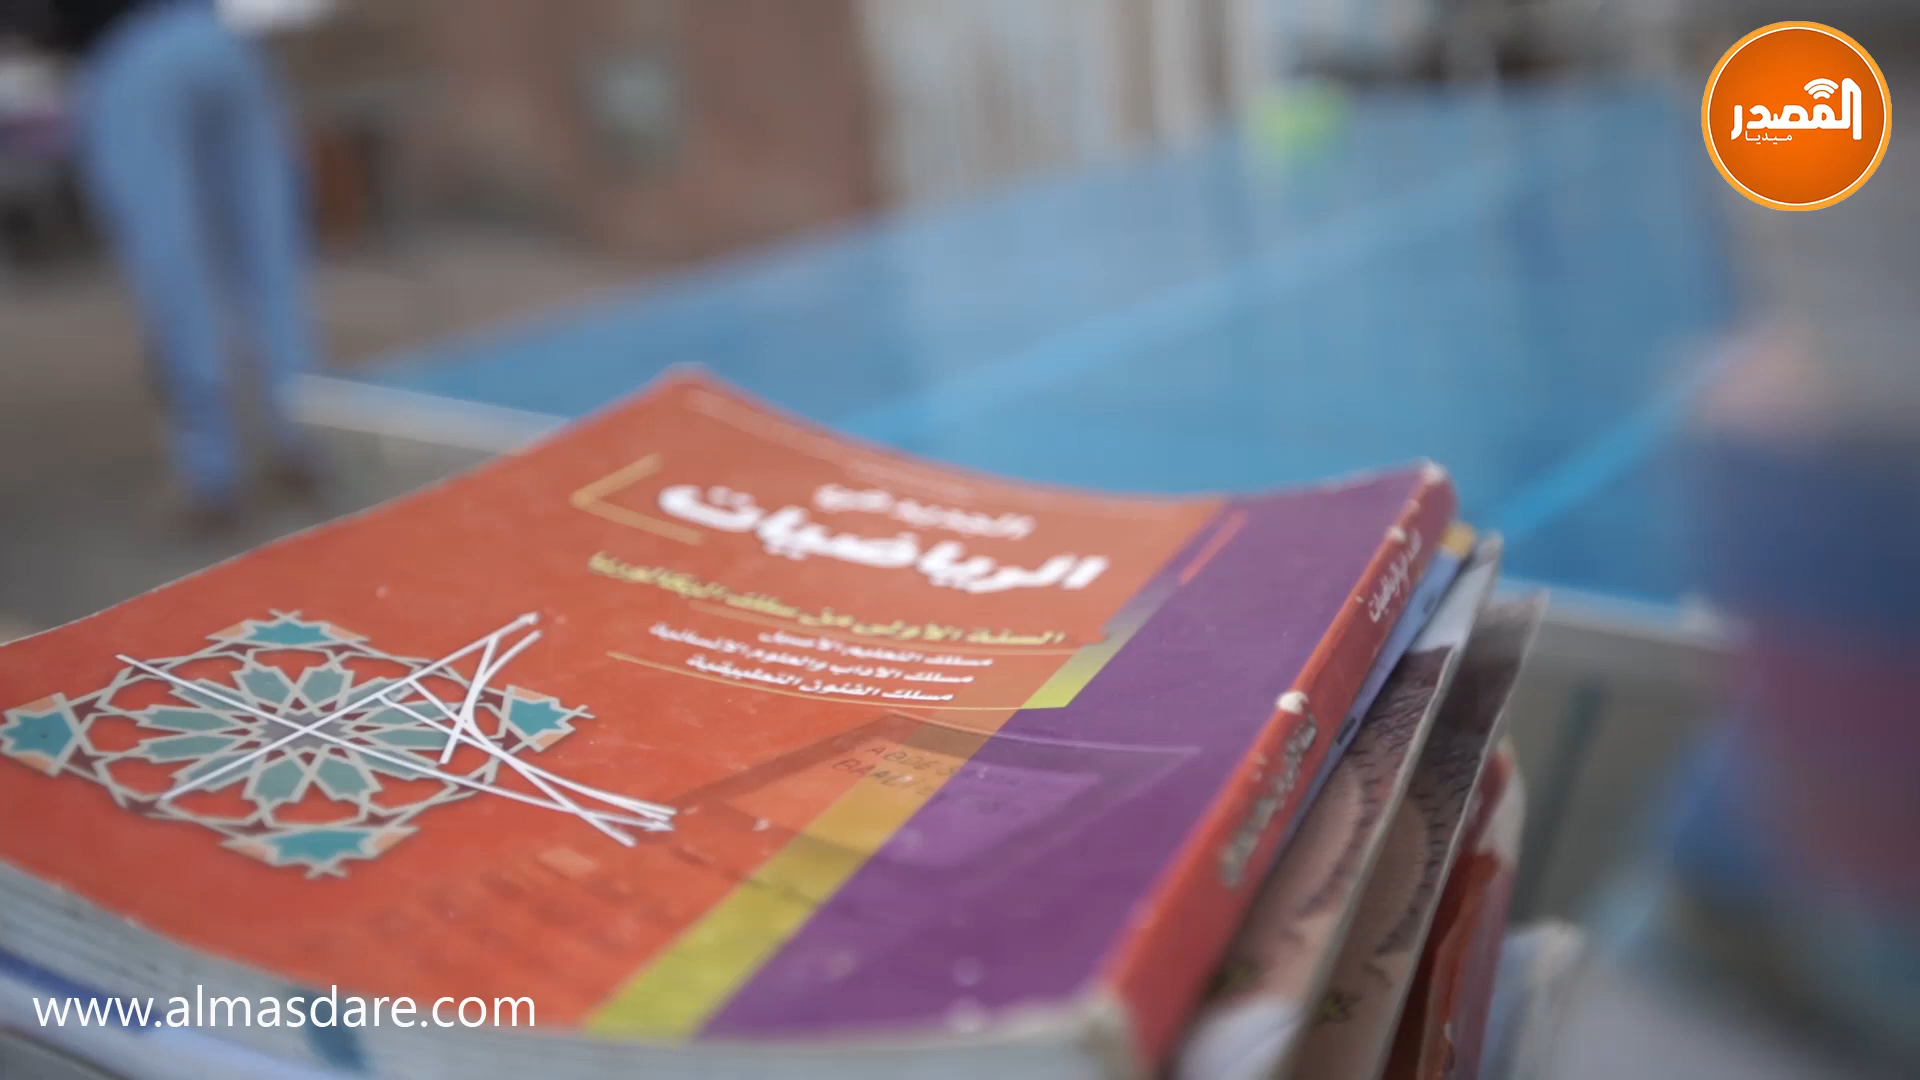 المصدر
ميديا
الجديد في
الرياضيات
السنة الأولى من سلك البكالوريا
مسلك التعليم الأصيل
مسلك الآداب والعلوم الإنسانية
مسلك الفنون التطبيقية
www.almasdare.com